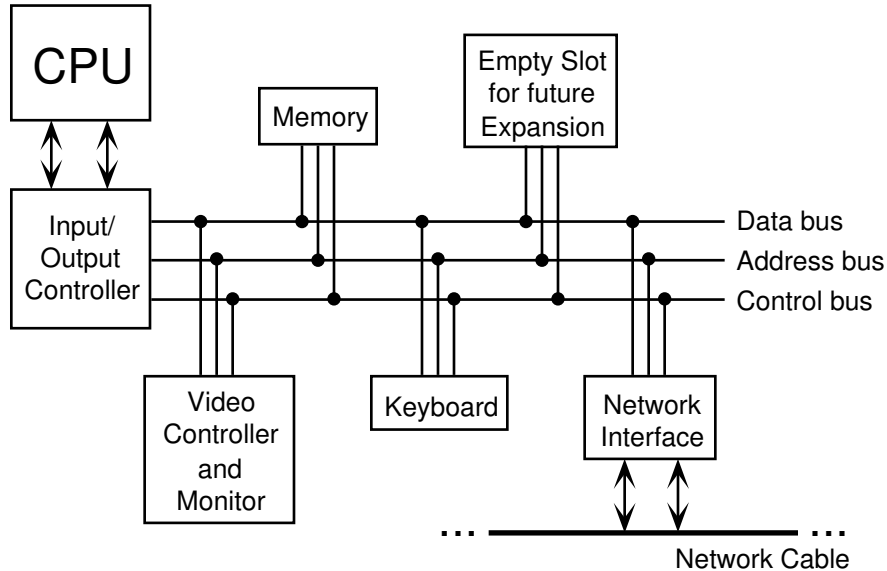 CPU
Empty Slot
for future
Expansion
Memory
Input/
Output
Controller
Data bus
Address bus
Control bus
Video
Controller
and
Monitor
Keyboard
Network
Interface
... ...
Network Cable